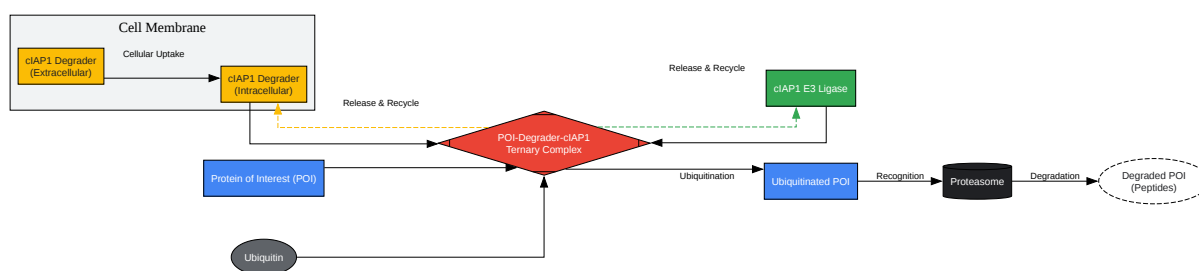 Cell Membrane
cIAP1 Degrader
(Extracellular)
Cellular Uptake
cIAP1 Degrader
(Intracellular)
Release & Recycle
Release & Recycle
cIAP1 E3 Ligase
POI-Degrader-cIAP1
Ternary Complex
Protein of Interest (POI)
Ubiquitination
Ubiquitinated POI
Recognition
Proteasome
Degradation
Degraded POI
(Peptides)
Ubiquitin